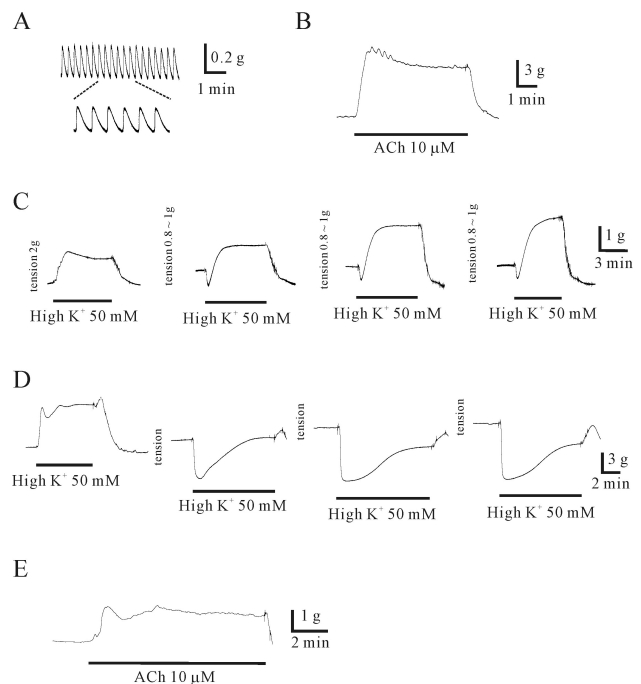 A
0.2 g
1 min
B
3 g
1 min
ACh 10 µM
C
tension 2g
tension 0.8 ~ 1g
tension 0.8 ~ 1g
tension 0.8 ~ 1g
1 g
3 min
High K⁺ 50 mM
High K⁺ 50 mM
High K⁺ 50 mM
High K⁺ 50 mM
D
tension
tension
tension
3 g
2 min
High K⁺ 50 mM
High K⁺ 50 mM
High K⁺ 50 mM
High K⁺ 50 mM
E
1 g
2 min
ACh 10 µM